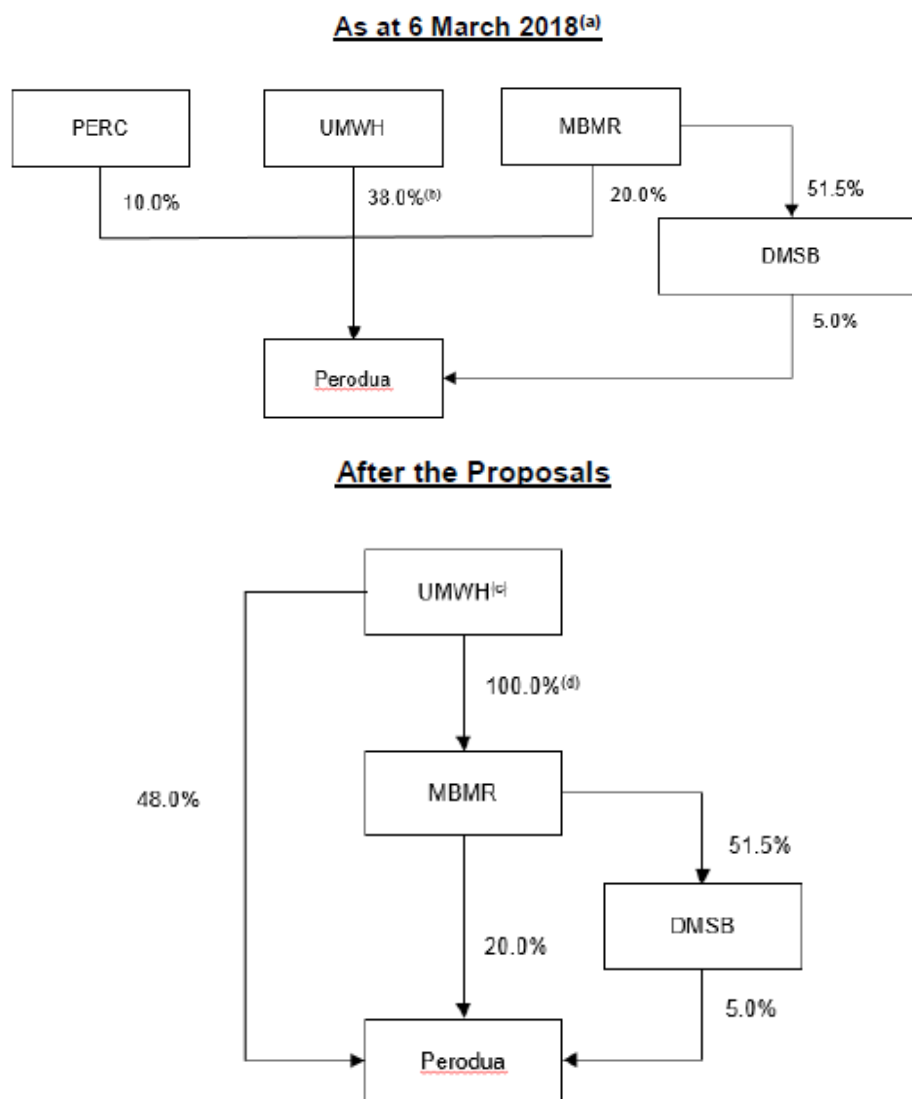 As at 6 March 2018(a)
PERC
UMWH
MBMR
10.0%
38.0%(b)
20.0%
51.5%
DMSB
5.0%
Perodua
After the Proposals
UMWH(c)
100.0%(d)
MBMR
48.0%
51.5%
DMSB
20.0%
5.0%
Perodua